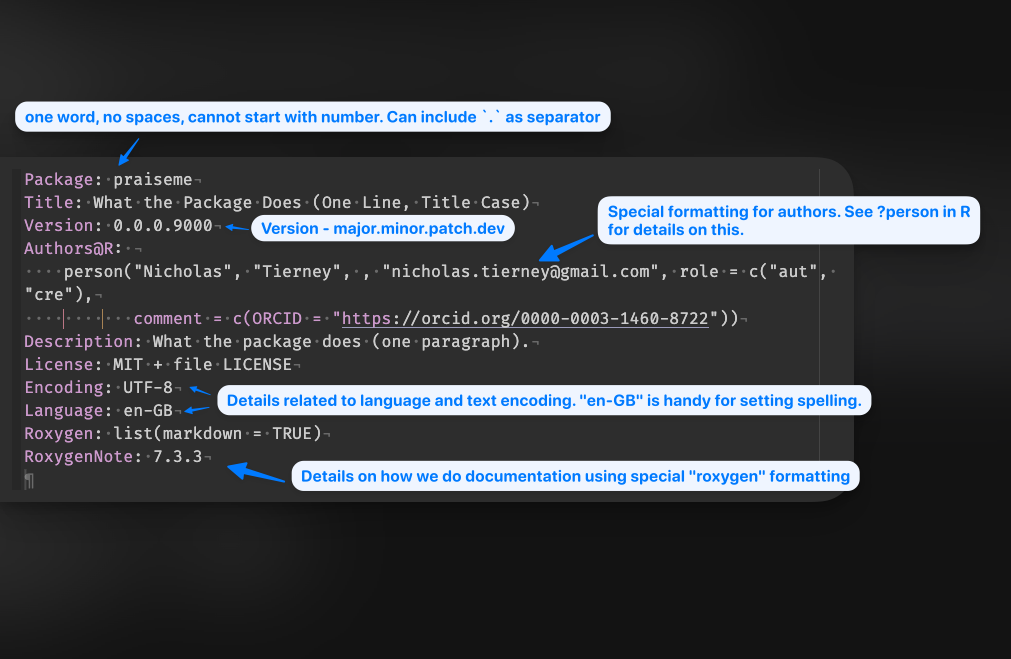 one word, no spaces, cannot start with number. Can include `.` as separator
Package: praiseme
Title: What the Package Does (One Line, Title Case)
Version: 0.0.0.9000
Version - major.minor.patch.dev
Special formatting for authors. See ?person in R
for details on this.
Authors@R:
person("Nicholas", "Tierney", , "nicholas.tierney@gmail.com", role = c("aut",
"cre"),
comment = c(ORCID = "https://orcid.org/0000-0003-1460-8722"))
Description: What the package does (one paragraph).
License: MIT + file LICENSE
Encoding: UTF-8
Details related to language and text encoding. "en-GB" is handy for setting spelling.
Language: en-GB
Roxygen: list(markdown = TRUE)
RoxygenNote: 7.3.3
Details on how we do documentation using special "roxygen" formatting